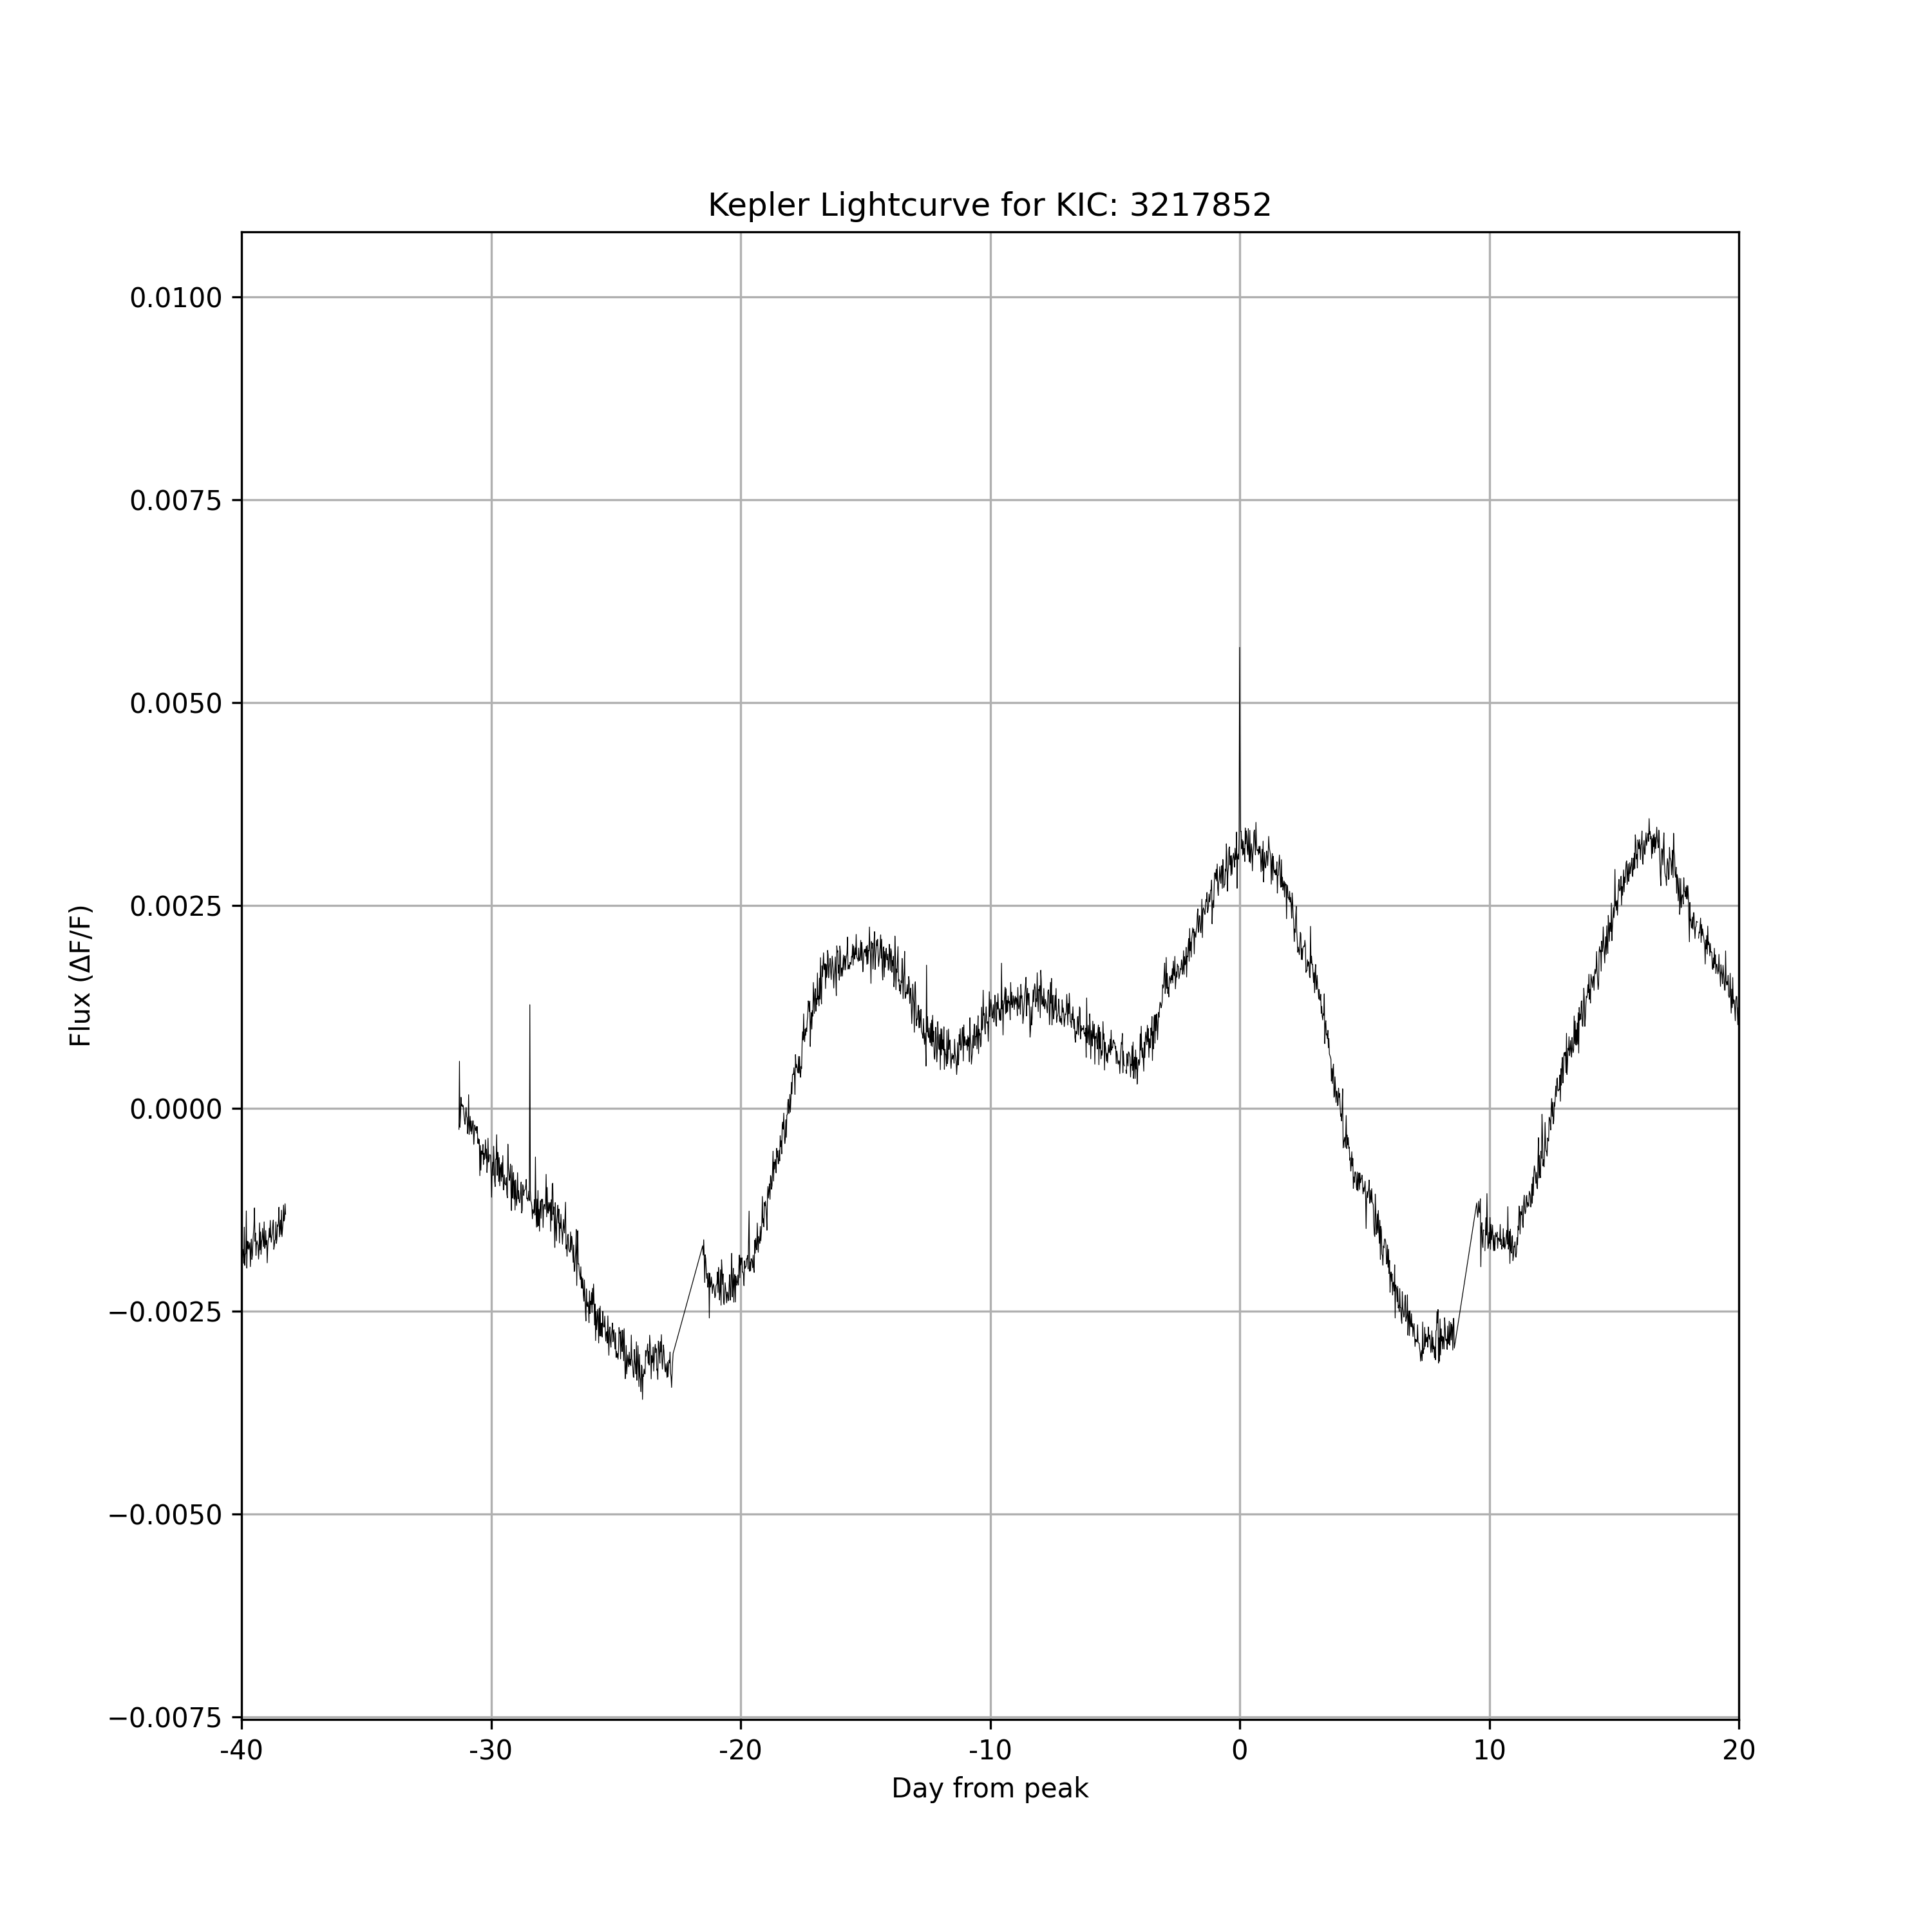 Kepler Lightcurve for KIC: 3217852
0.0100
0.0075
0.0050
0.0025
0.0000
−0.0025
−0.0050
−0.0075
Flux (ΔF/F)
-40 -30 -20 -10 0 10 20
Day from peak